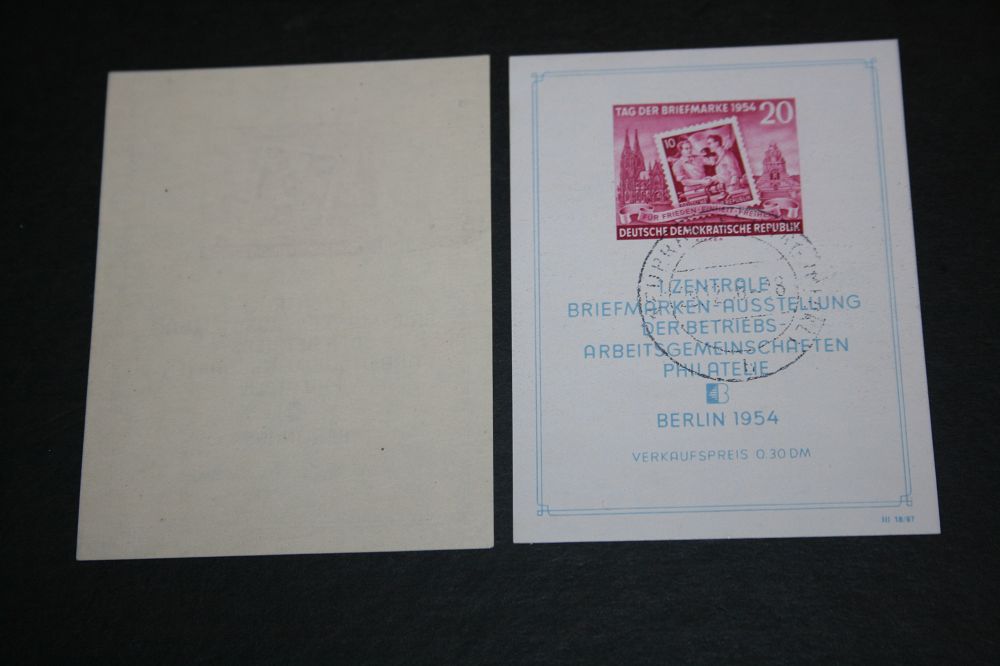 TAG DER BRIEFMARKE 1954 20
10
FÜR FRIEDEN · EINHEIT · FREIHEIT
DEUTSCHE DEMOKRATISCHE REPUBLIK
I. ZENTRALE
BRIEFMARKEN-AUSSTELLUNG
DER BETRIEBS-
ARBEITSGEMEINSCHAFTEN
PHILATELIE
B
BERLIN 1954
VERKAUFSPREIS 0.30 DM
III 18/97